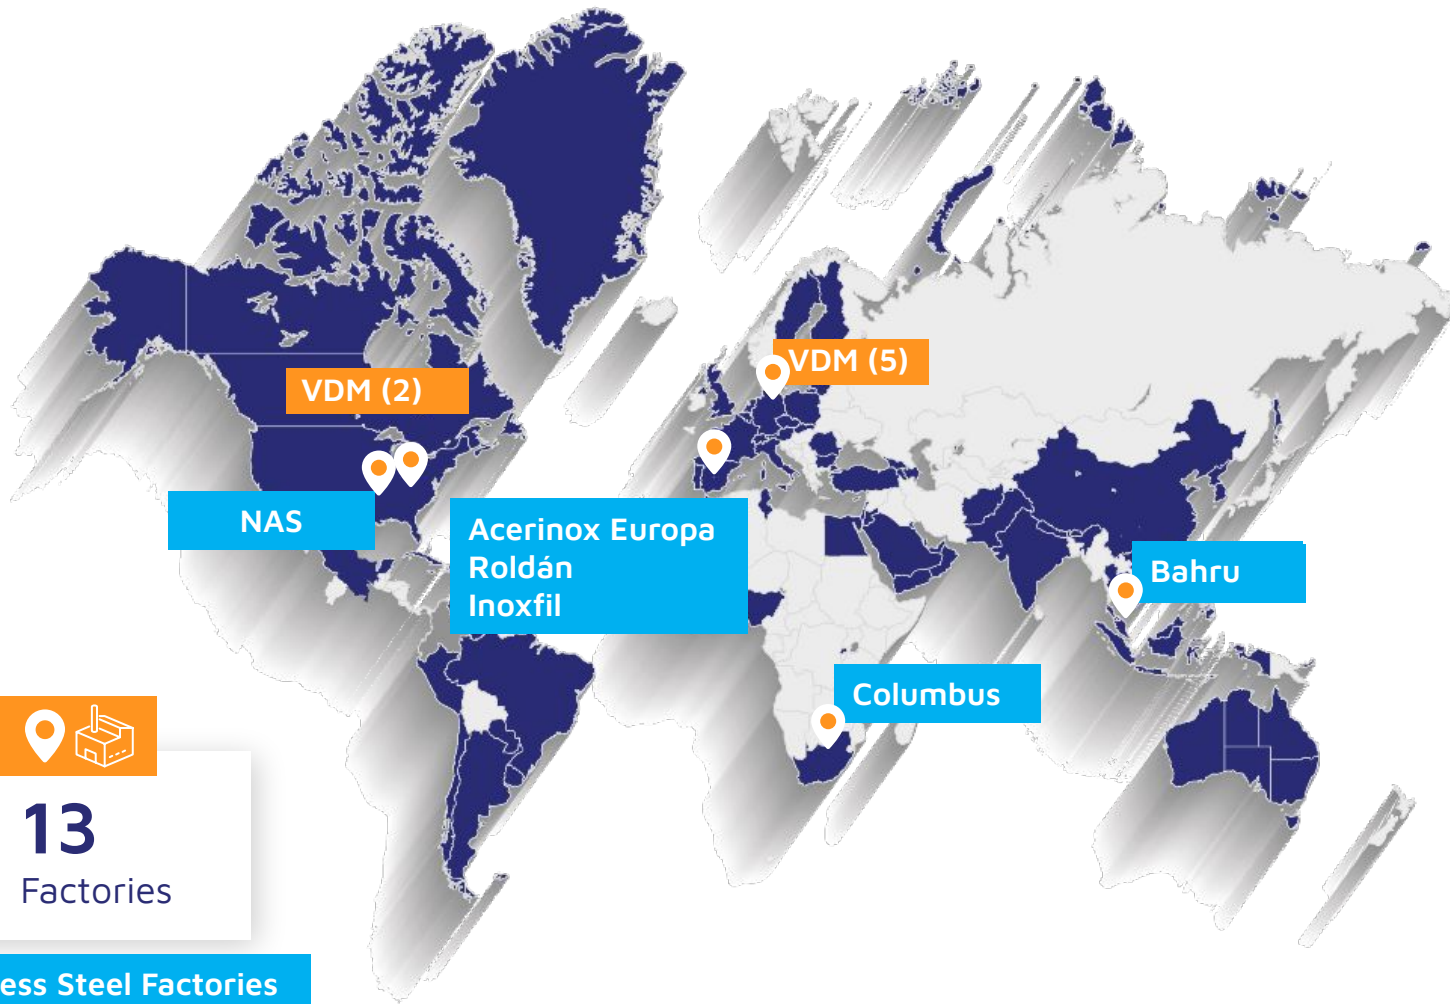 VDM (5)
VDM (2)
NAS
Acerinox Europa
Roldán
Inoxfil
Bahru
Columbus
13
Factories
ess Steel Factories